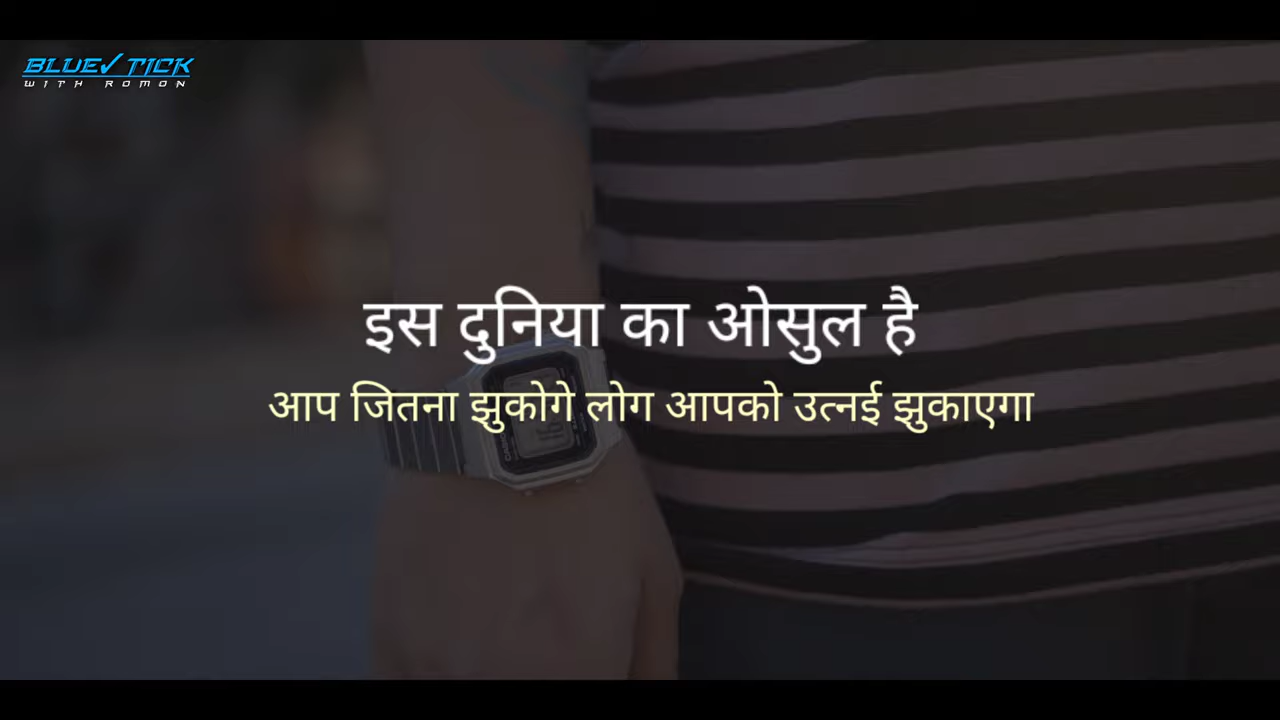 BLUE✓ TICK
WITH ROMON
इस दुनिया का ओसुल है
आप जितना झुकोगे लोग आपको उत्नई झुकाएगा